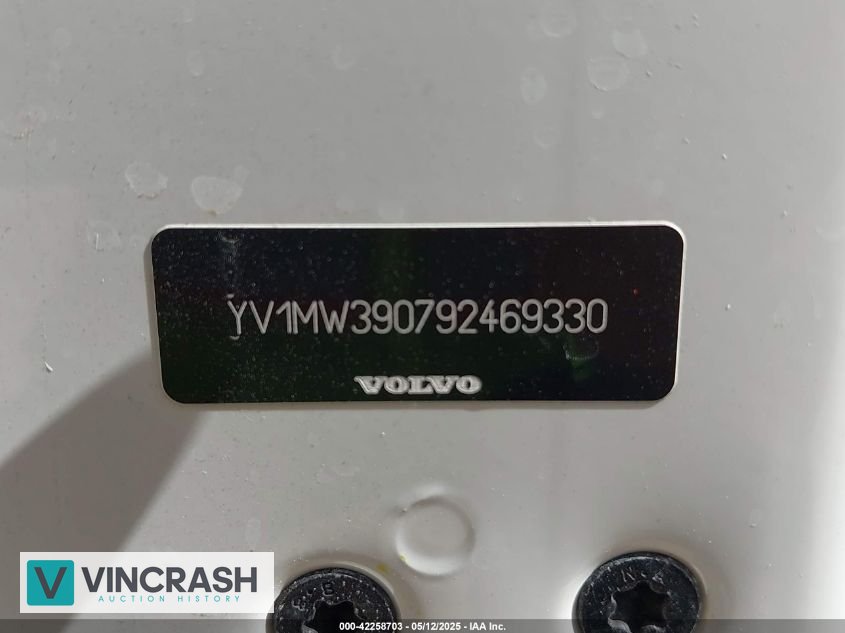 YV1MW390792469330
VOLVO
VINCRASH
AUCTION HISTORY
000-42258703 - 05/12/2025 - IAA Inc.